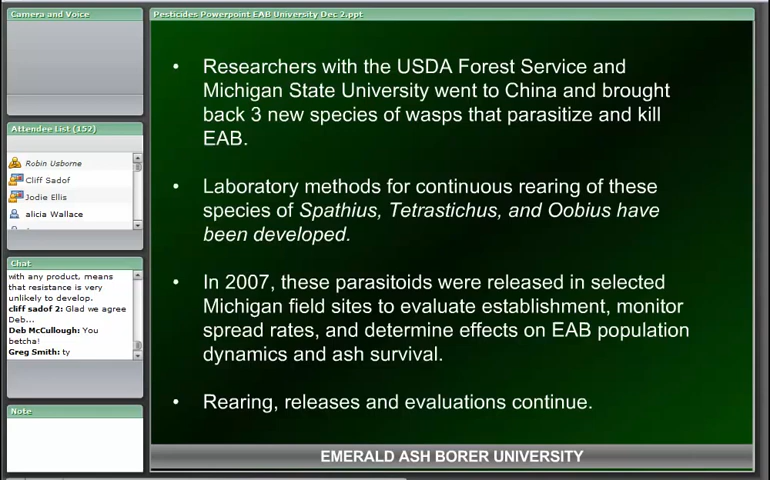 Camera and Voice
Pesticides Powerpoint EAB University Dec 2.ppt
Attendee List (152)
Robin Usborne
Cliff Sadof
Jodie Ellis
alicia Wallace
Chat
with any product, means
that resistance is very
unlikely to develop.
cliff sadof 2: Glad we agree
Deb...
Deb McCullough: You
betcha!
Greg Smith: ty
Note
• Researchers with the USDA Forest Service and
Michigan State University went to China and brought
back 3 new species of wasps that parasitize and kill
EAB.
• Laboratory methods for continuous rearing of these
species of Spathius, Tetrastichus, and Oobius have
been developed.
• In 2007, these parasitoids were released in selected
Michigan field sites to evaluate establishment, monitor
spread rates, and determine effects on EAB population
dynamics and ash survival.
• Rearing, releases and evaluations continue.
EMERALD ASH BORER UNIVERSITY